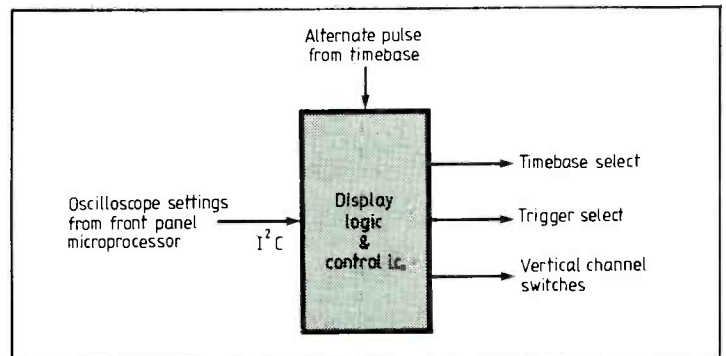 Alternate pulse
from timebase
Oscilloscope settings
from front panel
microprocessor
I²C
Display
logic
&
control i.c.
Timebase select
Trigger select
Vertical channel
switches